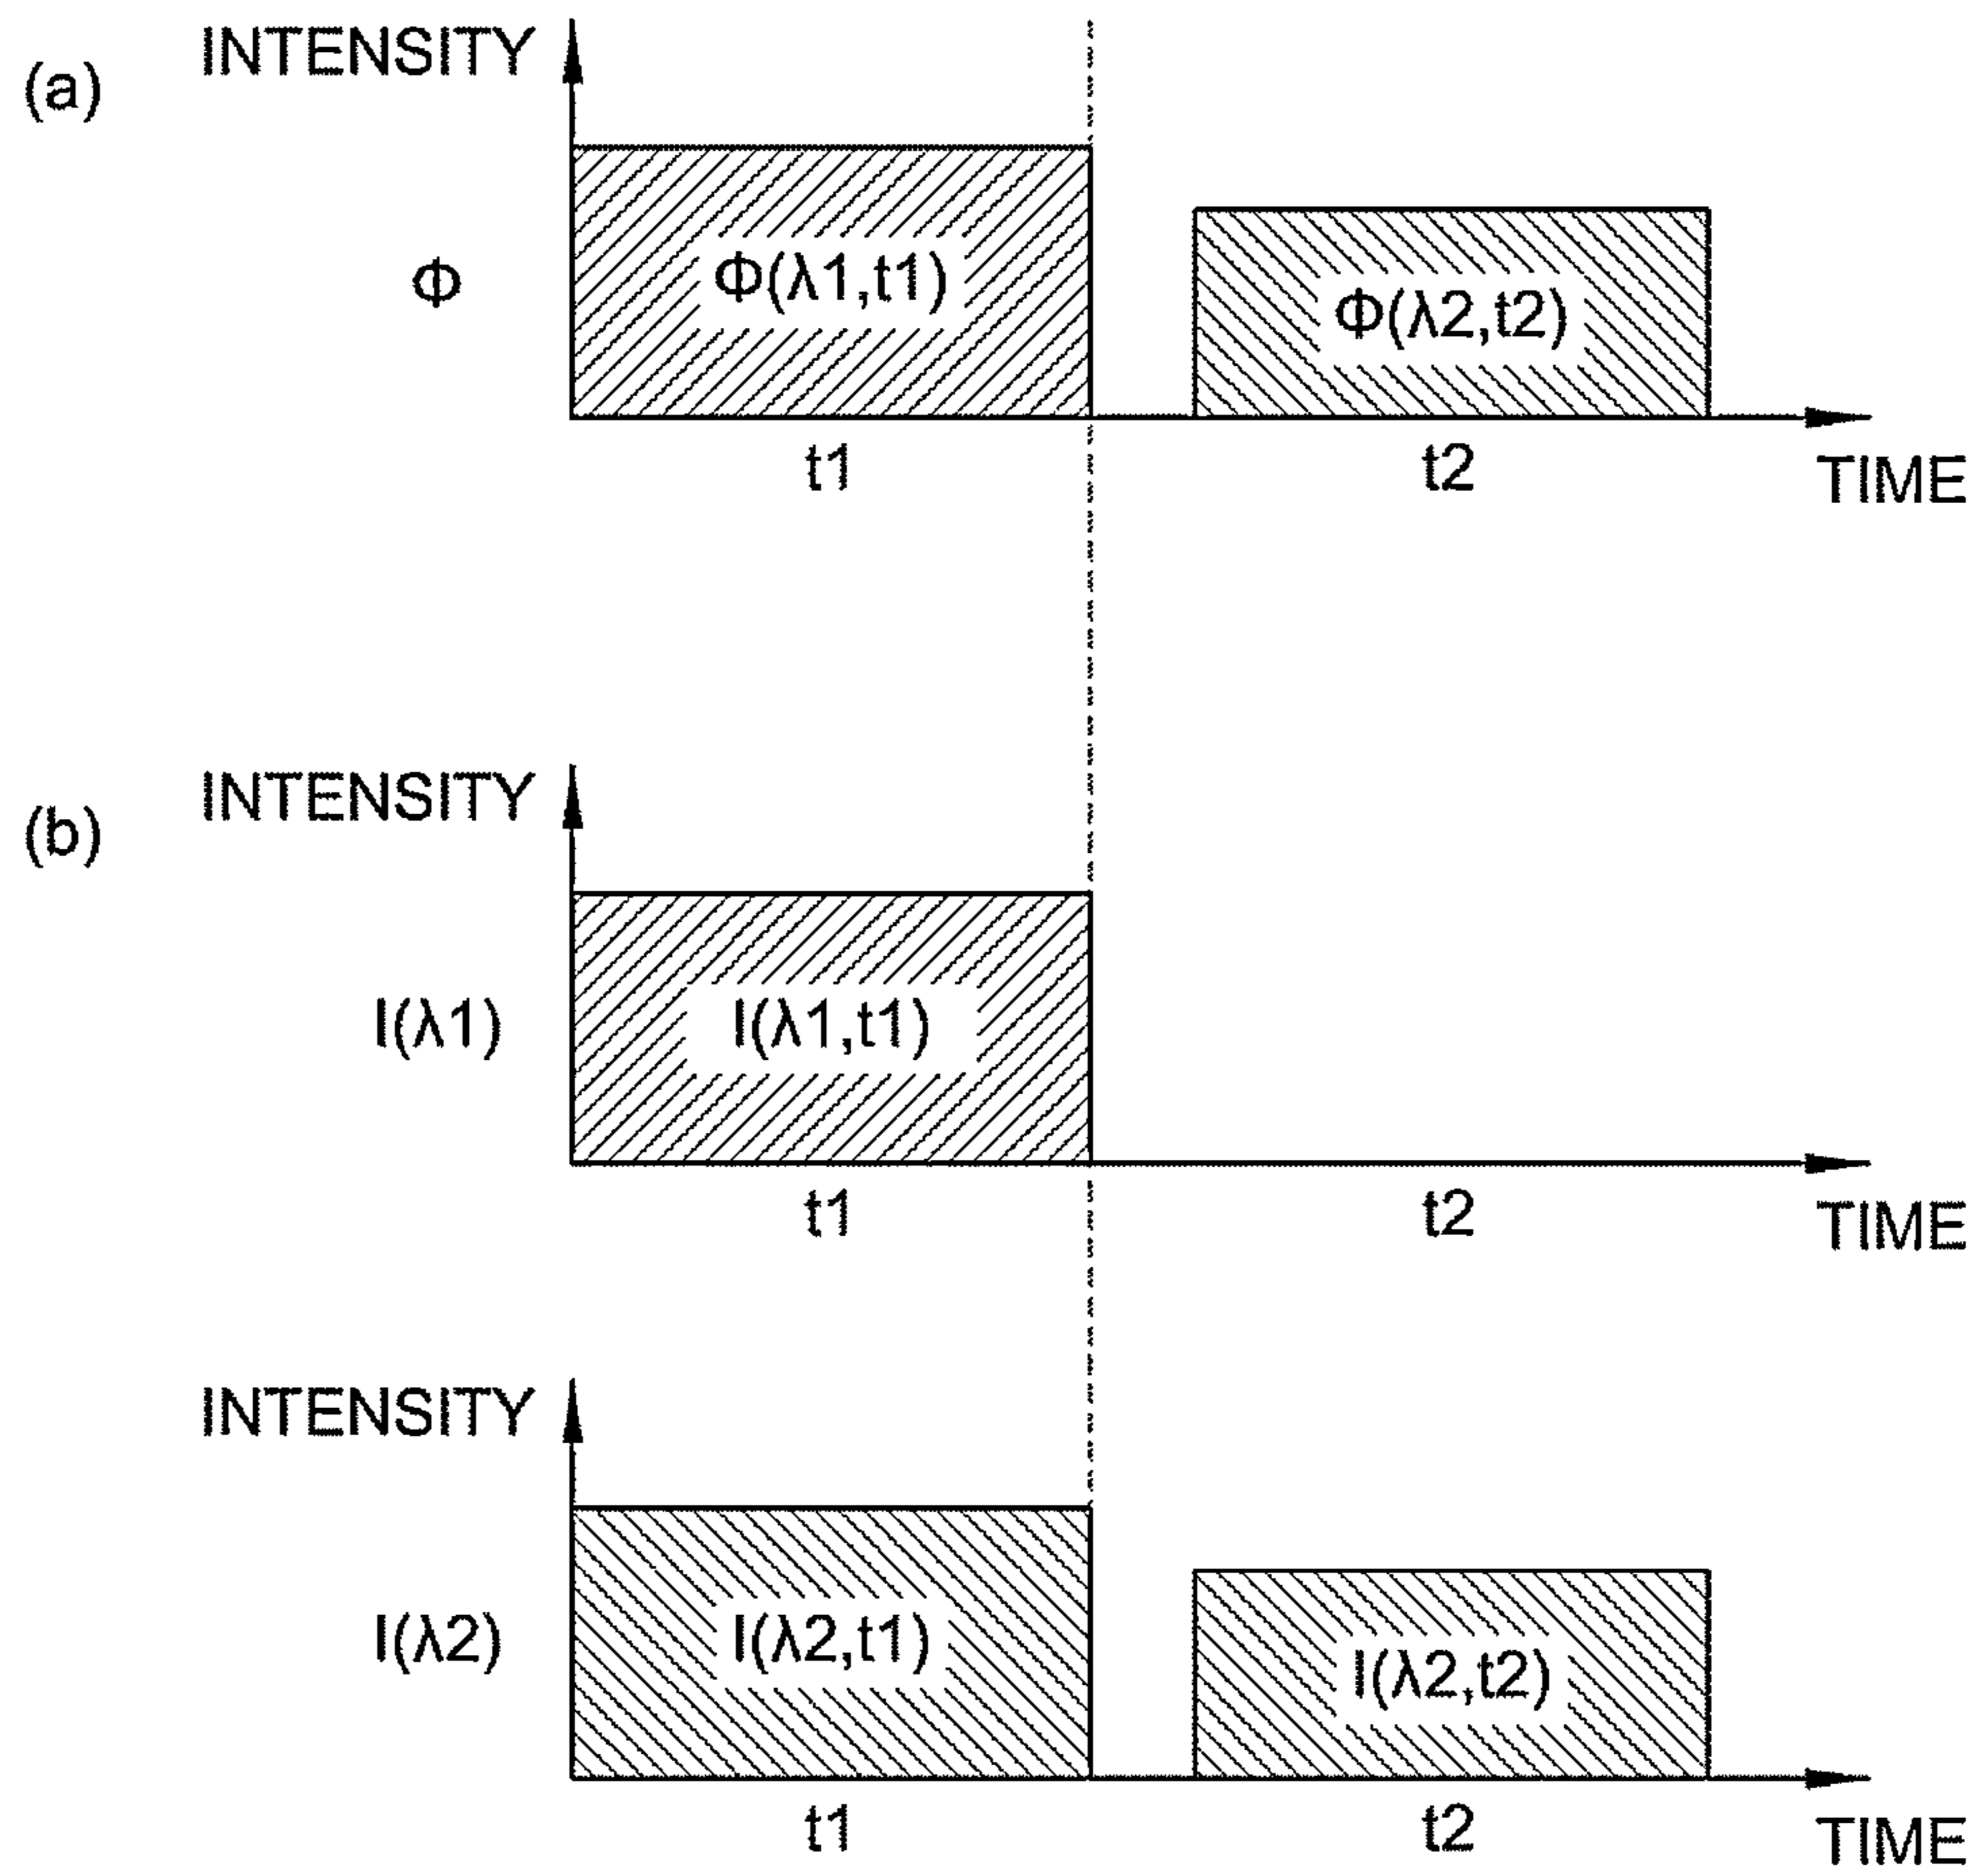 (a)
INTENSITY
Φ
Φ(λ1,t1)
Φ(λ2,t2)
t1
t2
TIME
(b)
INTENSITY
I(λ1)
I(λ1,t1)
t1
t2
TIME
INTENSITY
I(λ2)
I(λ2,t1)
I(λ2,t2)
t1
t2
TIME